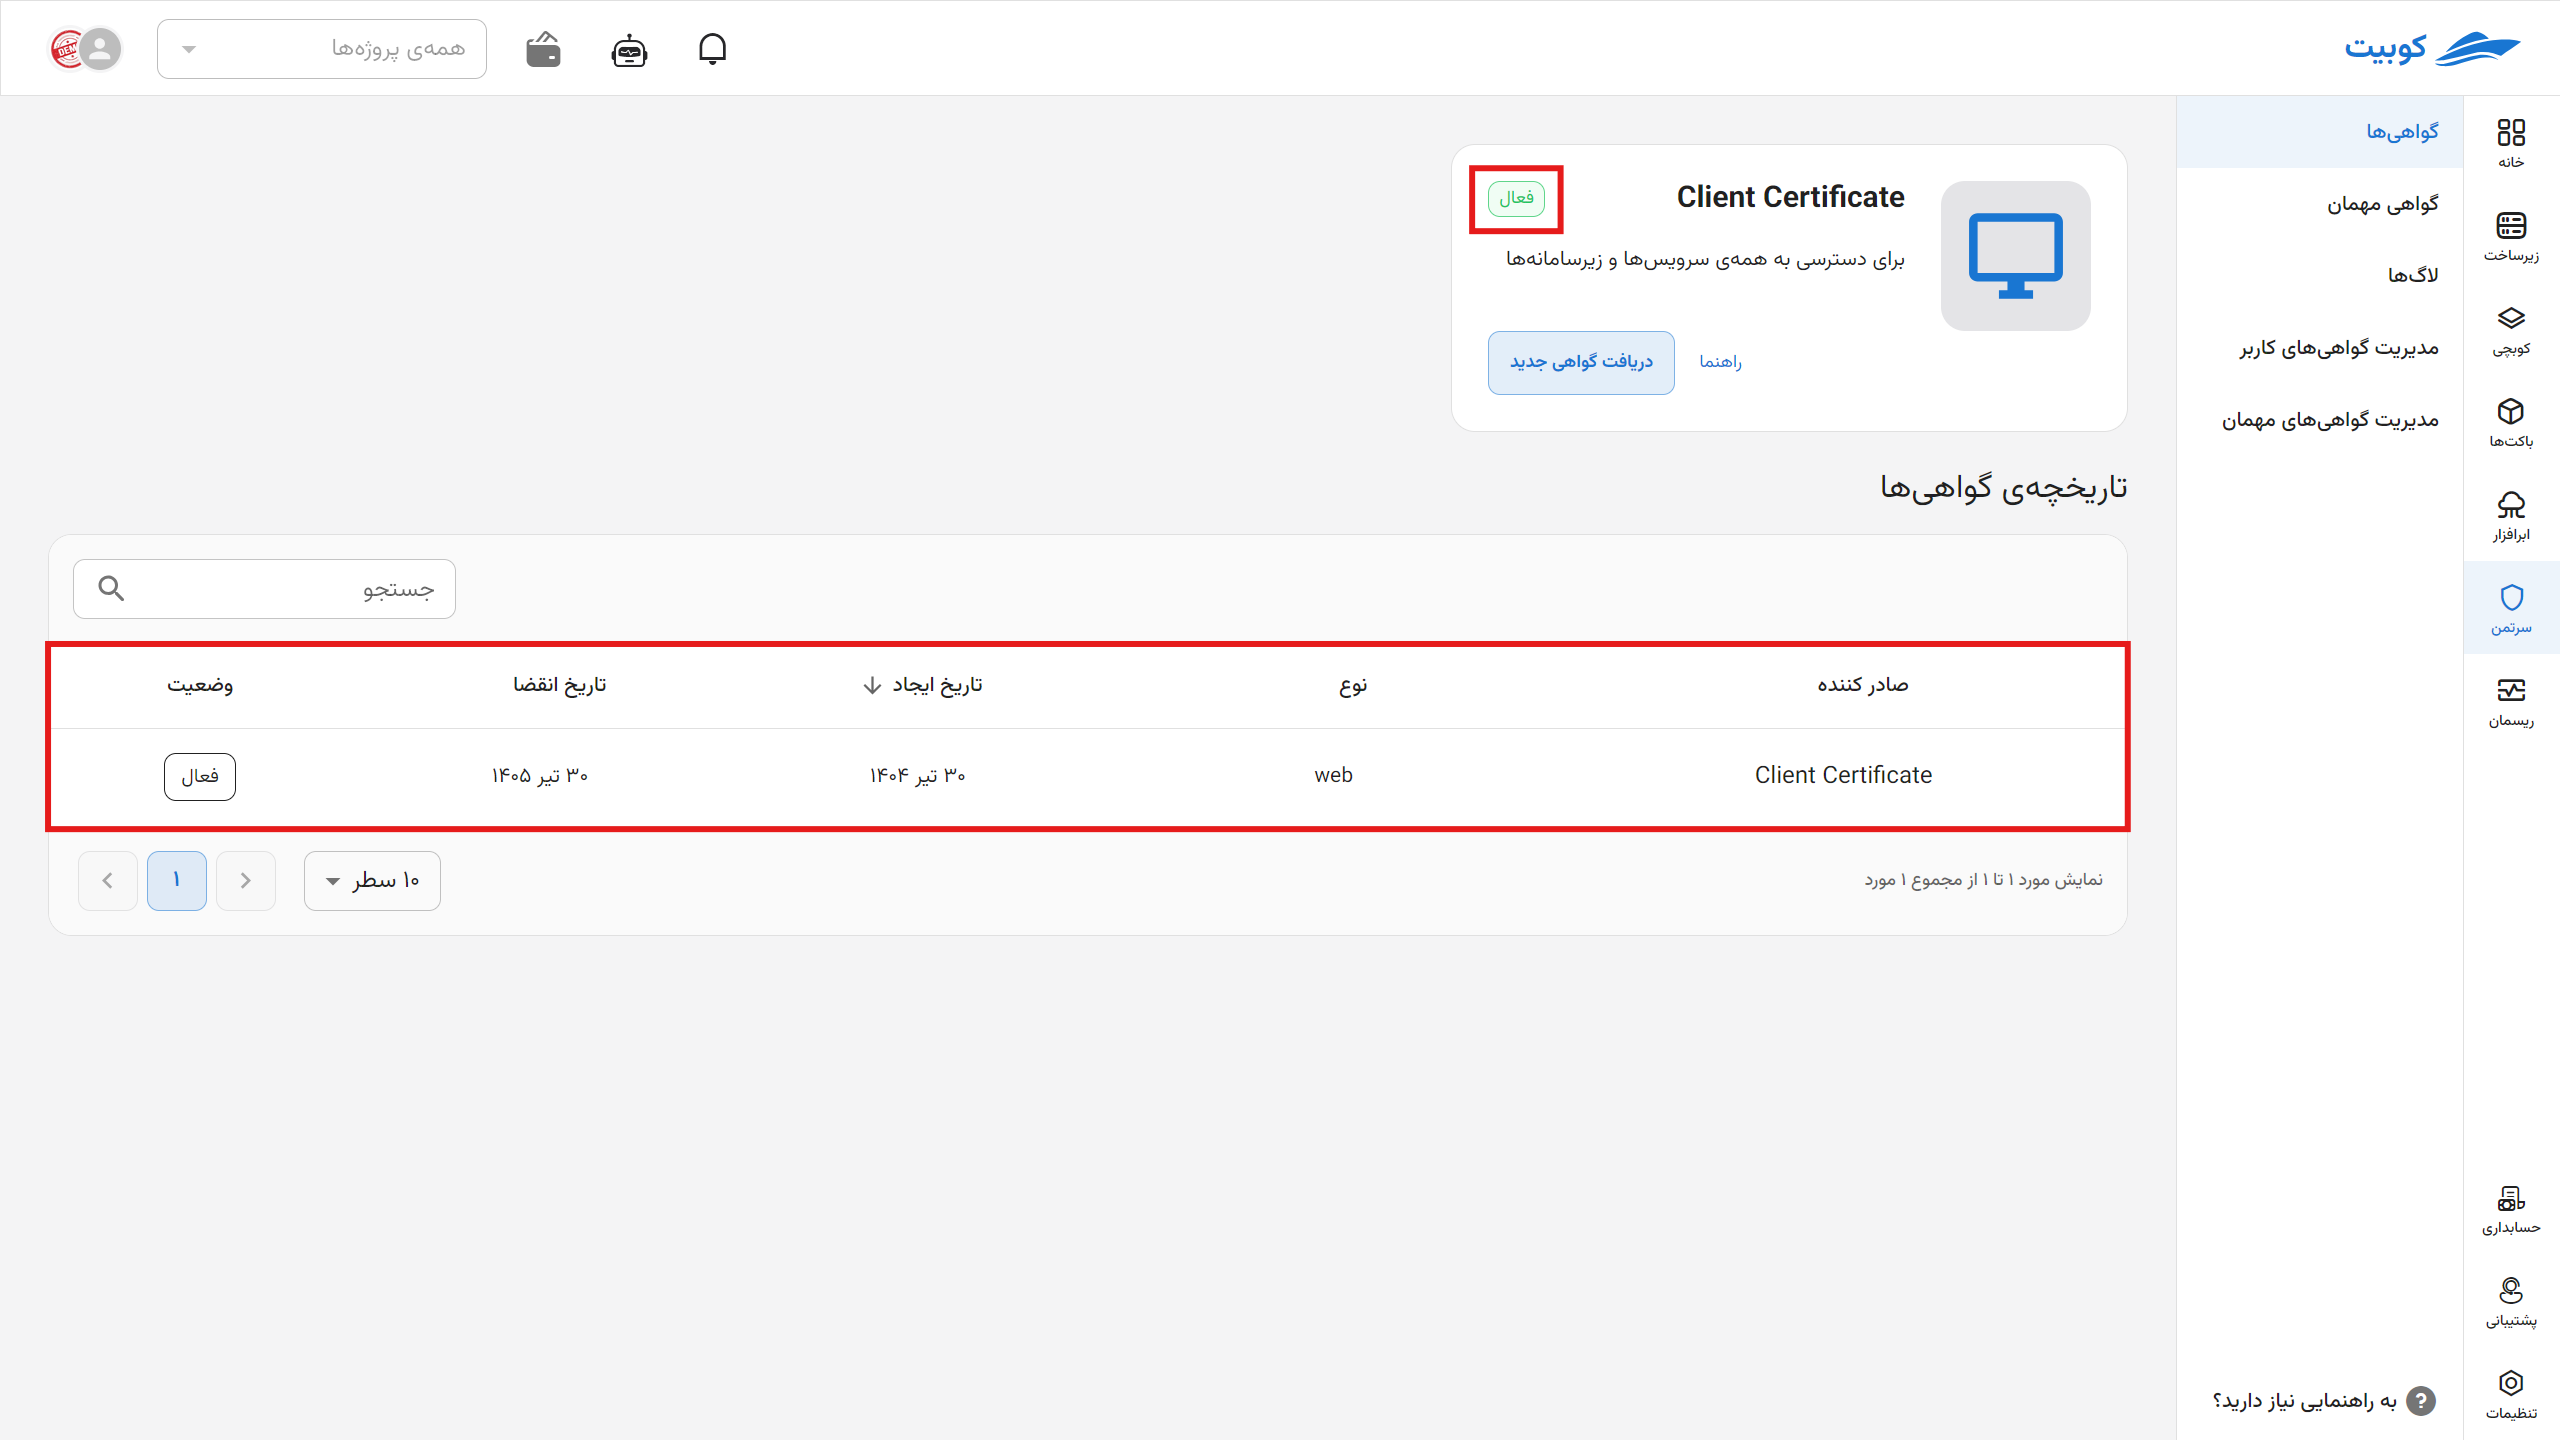 کوبیت
همه‌ی پروژه‌ها
خانه
زیرساخت
کوبچی
باکت‌ها
ابرافزار
سرتمن
ریسمان
حسابداری
پشتیبانی
تنظیمات
گواهی‌ها
گواهی مهمان
لاگ‌ها
مدیریت گواهی‌های کاربر
مدیریت گواهی‌های مهمان
به راهنمایی نیاز دارید؟
Client Certificate
فعال
برای دسترسی به همه‌ی سرویس‌ها و زیرسامانه‌ها
راهنما
دریافت گواهی جدید
تاریخچه‌ی گواهی‌ها
جستجو
صادر کننده نوع تاریخ ایجاد تاریخ انقضا وضعیت
Client Certificate web ۳۰ تیر ۱۴۰۴ ۳۰ تیر ۱۴۰۵ فعال
نمایش مورد ۱ تا ۱ از مجموع ۱ مورد
۱۰ سطر
۱